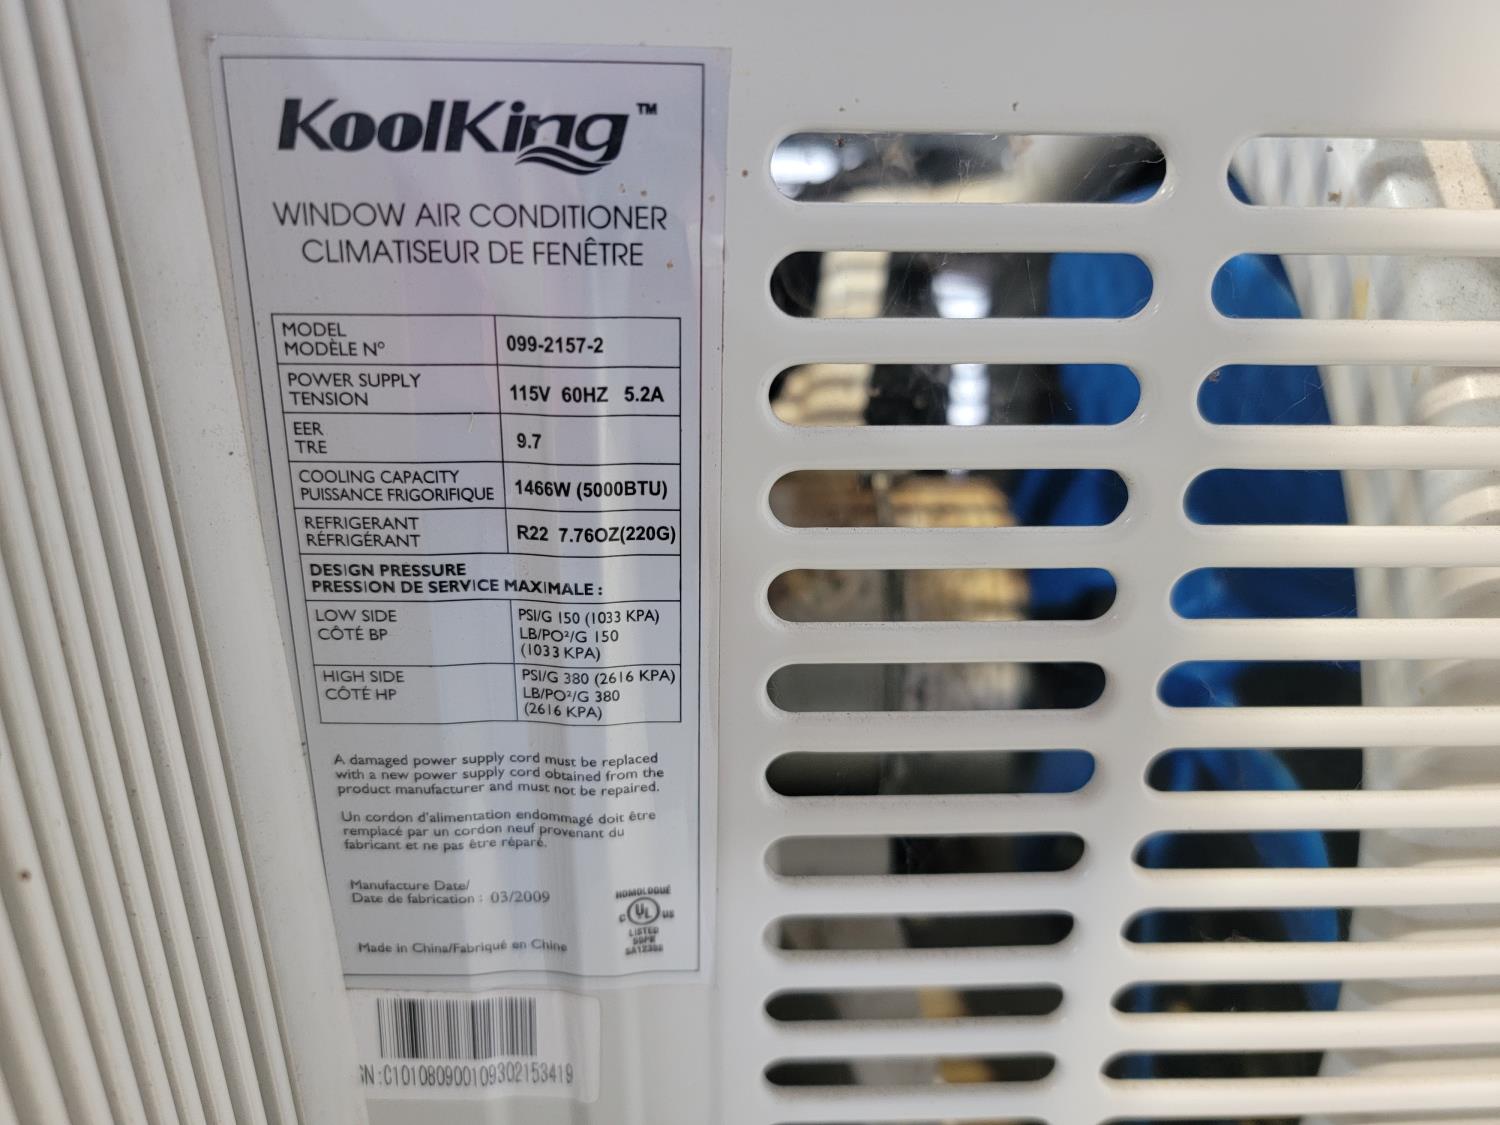 KoolKing™
WINDOW AIR CONDITIONER
CLIMATISEUR DE FENÊTRE
MODEL
MODÈLE Nº
099-2157-2
POWER SUPPLY
TENSION
115V 60HZ 5.2A
EER
TRE
9.7
COOLING CAPACITY
PUISSANCE FRIGORIFIQUE
1466W (5000BTU)
REFRIGERANT
RÉFRIGÉRANT
R22 7.76OZ(220G)
DESIGN PRESSURE
PRESSION DE SERVICE MAXIMALE :
LOW SIDE
CÔTÉ BP
PSI/G 150 (1033 KPA)
LB/PO²/G 150
(1033 KPA)
HIGH SIDE
CÔTÉ HP
PSI/G 380 (2616 KPA)
LB/PO²/G 380
(2616 KPA)
A damaged power supply cord must be replaced
with a new power supply cord obtained from the
product manufacturer and must not be repaired.
Un cordon d'alimentation endommagé doit être
remplacé par un cordon neuf provenant du
fabricant et ne pas être réparé.
Manufacture Date/
Date de fabrication : 03/2009
HOMOLOGUÉ
C UL US
LISTED
Made in China/Fabriqué en Chine
SN:C101080900109302153419